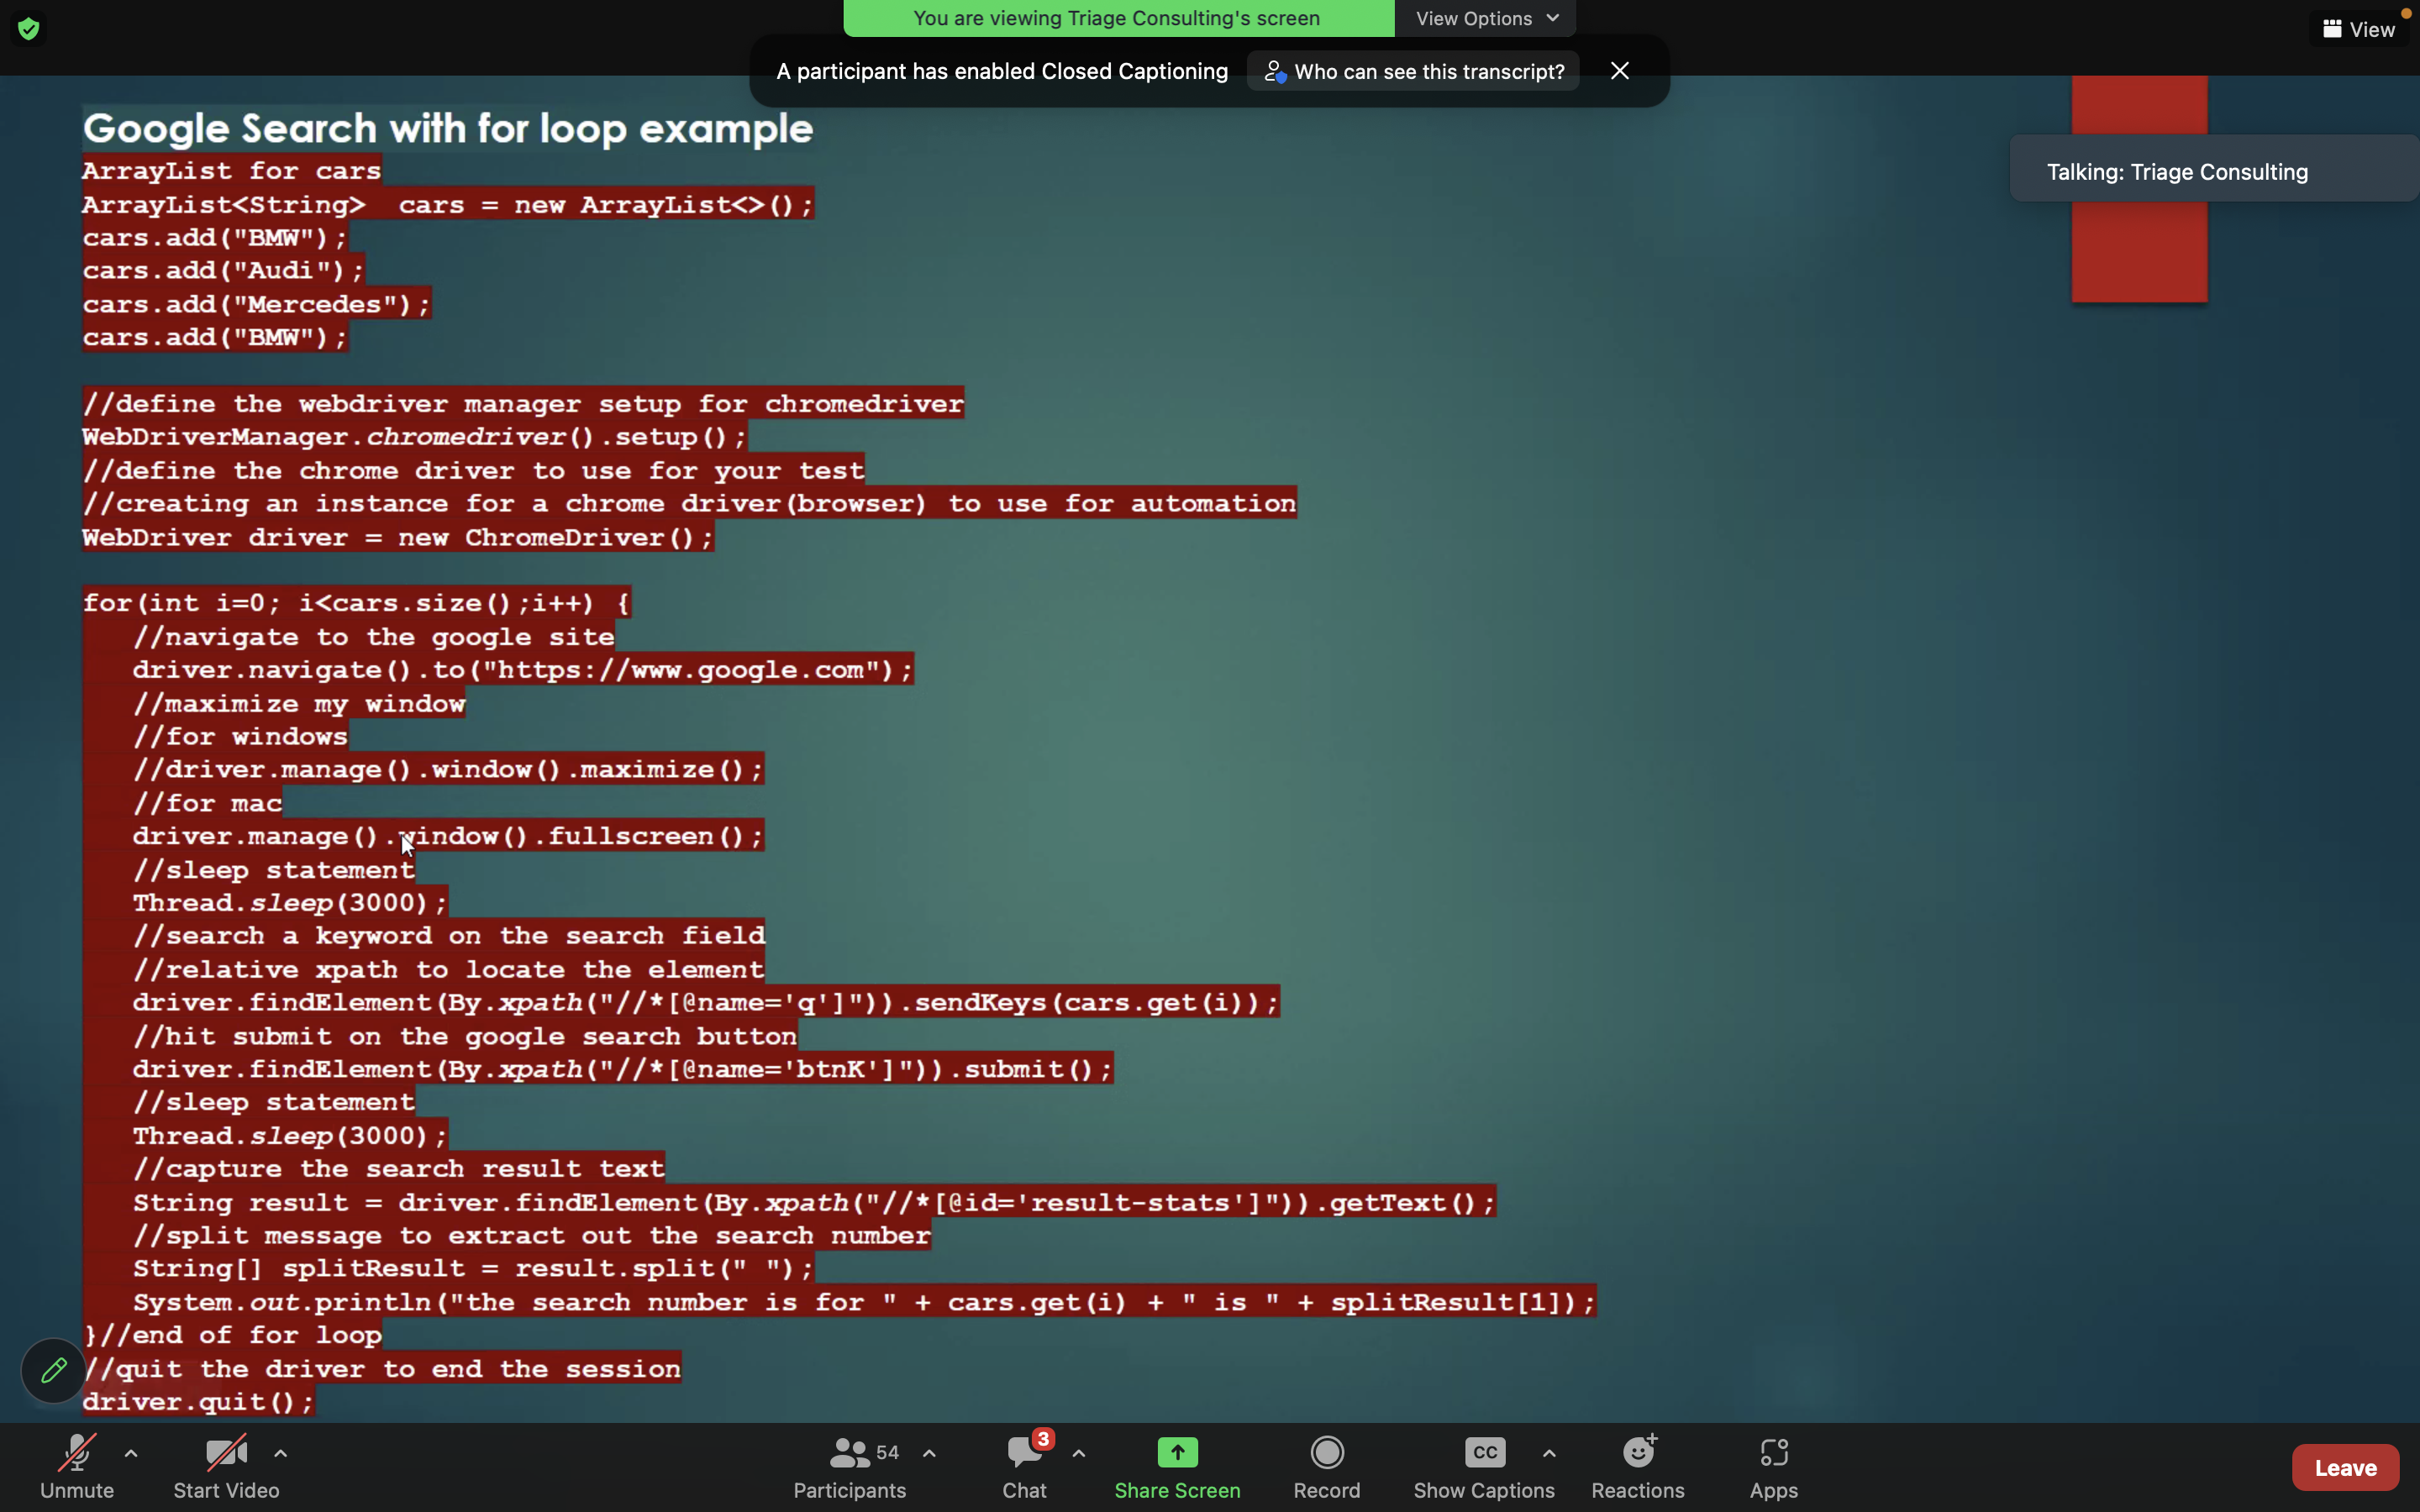 You are viewing Triage Consulting's screen
View Options
View
A participant has enabled Closed Captioning
Who can see this transcript?
Talking: Triage Consulting
Google Search with for loop example
ArrayList for cars
ArrayList<String>  cars = new ArrayList<>();
cars.add("BMW");
cars.add("Audi");
cars.add("Mercedes");
cars.add("BMW");
//define the webdriver manager setup for chromedriver
WebDriverManager.chromedriver().setup();
//define the chrome driver to use for your test
//creating an instance for a chrome driver(browser) to use for automation
WebDriver driver = new ChromeDriver();
for(int i=0; i<cars.size();i++) {
//navigate to the google site
driver.navigate().to("https://www.google.com");
//maximize my window
//for windows
//driver.manage().window().maximize();
//for mac
driver.manage().window().fullscreen();
//sleep statement
Thread.sleep(3000);
//search a keyword on the search field
//relative xpath to locate the element
driver.findElement(By.xpath("//*[@name='q']")).sendKeys(cars.get(i));
//hit submit on the google search button
driver.findElement(By.xpath("//*[@name='btnK']")).submit();
//sleep statement
Thread.sleep(3000);
//capture the search result text
String result = driver.findElement(By.xpath("//*[@id='result-stats']")).getText();
//split message to extract out the search number
String[] splitResult = result.split(" ");
System.out.println("the search number is for " + cars.get(i) + " is " + splitResult[1]);
}//end of for loop
//quit the driver to end the session
driver.quit();
Unmute
Start Video
54
Participants
3
Chat
Share Screen
Record
CC
Show Captions
Reactions
Apps
Leave